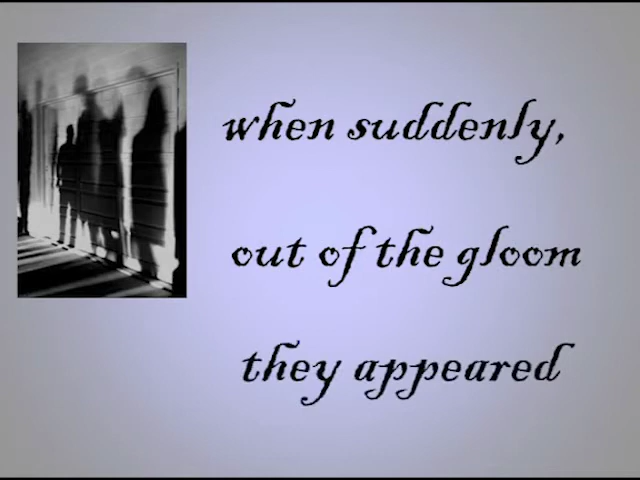 when suddenly,
out of the gloom
they appeared